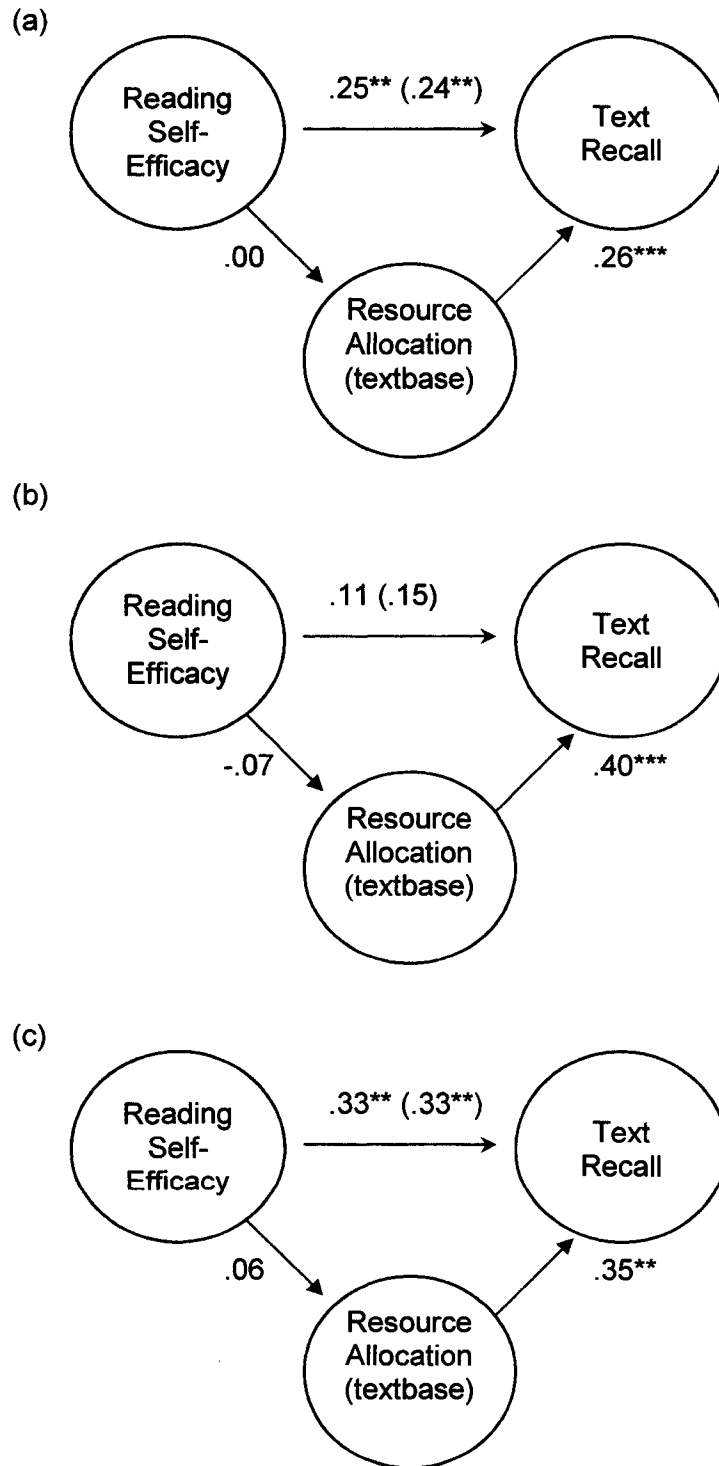 (a)
Reading
Self-
Efficacy
.25** (.24**)
Text
Recall
.00
.26***
Resource
Allocation
(textbase)
(b)
Reading
Self-
Efficacy
.11 (.15)
Text
Recall
-.07
.40***
Resource
Allocation
(textbase)
(c)
Reading
Self-
Efficacy
.33** (.33**)
Text
Recall
.06
.35**
Resource
Allocation
(textbase)